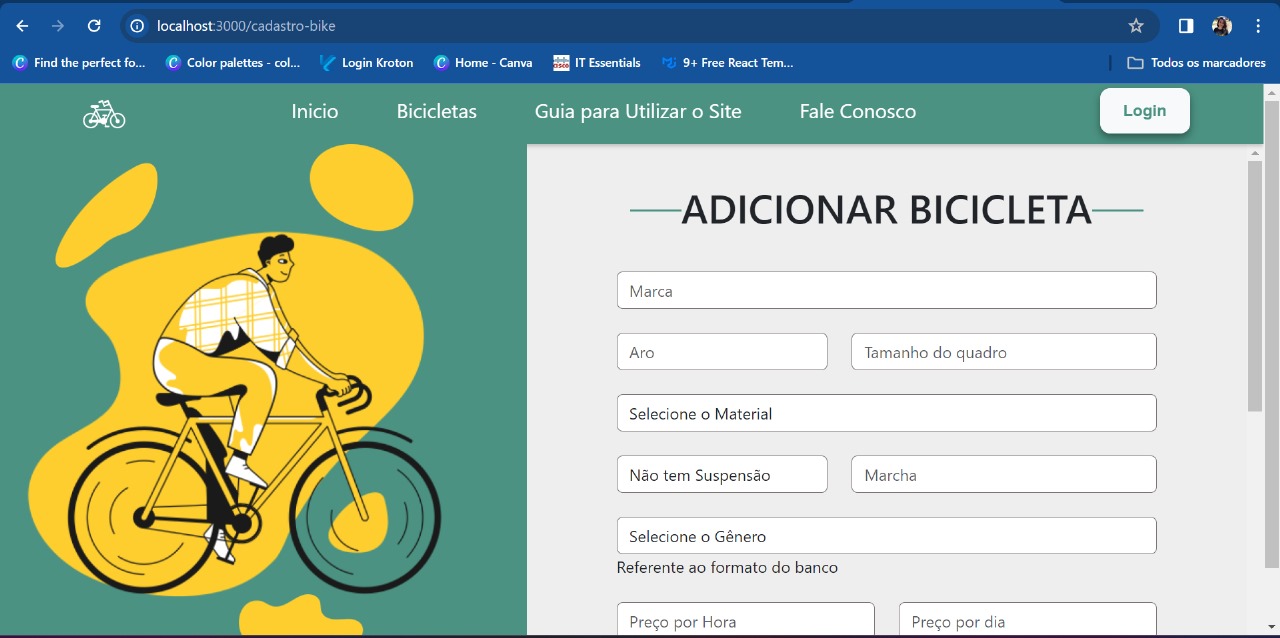 localhost:3000/cadastro-bike
Find the perfect fo... Color palettes - col... Login Kroton Home - Canva IT Essentials 9+ Free React Tem... Todos os marcadores
Inicio Bicicletas Guia para Utilizar o Site Fale Conosco Login
ADICIONAR BICICLETA
Marca
Aro Tamanho do quadro
Selecione o Material
Não tem Suspensão Marcha
Selecione o Gênero
Referente ao formato do banco
Preço por Hora Preço por dia